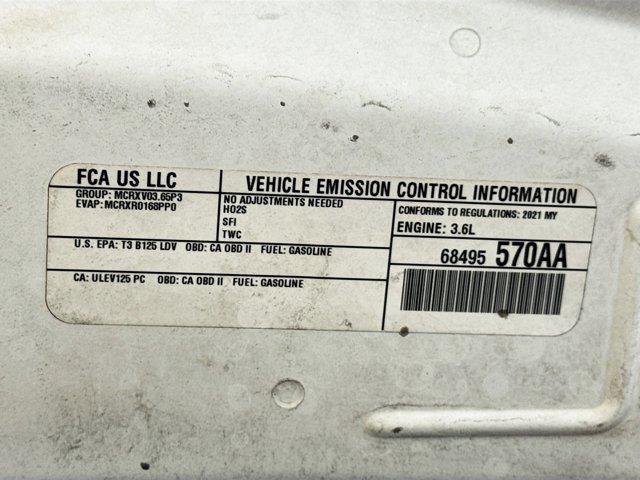 FCA US LLC
GROUP: MCRXV03.65P3
EVAP: MCRXR0168PP0
VEHICLE EMISSION CONTROL INFORMATION
NO ADJUSTMENTS NEEDED
HO2S
SFI
TWC
CONFORMS TO REGULATIONS: 2021 MY
ENGINE: 3.6L
U.S. EPA: T3 B125 LDV OBD: CA OBD II FUEL: GASOLINE
CA: ULEV125 PC OBD: CA OBD II FUEL: GASOLINE
68495 570AA